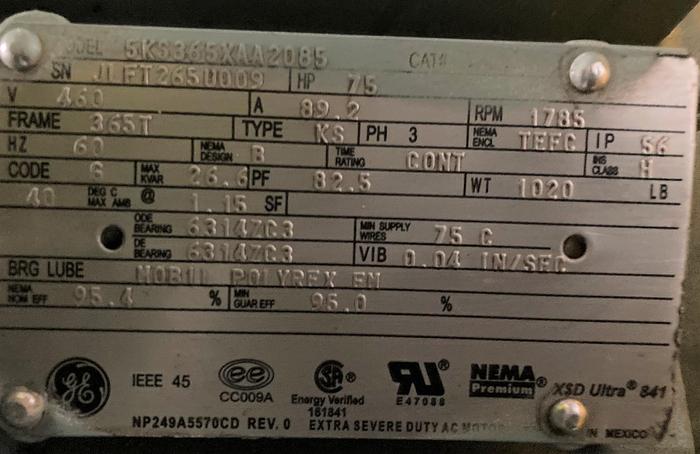 MODEL 5KS365XAA2085 CAT#
SN HP 75
V 460 A 89.2 RPM 1785
FRAME 365T TYPE KS PH 3 NEMA ENCL TEFC IP 56
HZ 60 NEMA DESIGN B TIME RATING CONT INS CLASS H
CODE G MAX KVAR 26.6 PF 82.5 WT 1020 LB
40 DEG C MAX AMB @ 1.15 SF
ODE BEARING 6314ZC3 MIN SUPPLY WIRES 75 C
DE BEARING 6314ZC3 VIB 0.04 IN/SEC
BRG LUBE MOBIL POLYREX EM
NEMA NOM EFF 95.4 % MIN GUAR EFF 95.0 %
GE IEEE 45 ee CC009A SA ® Energy Verified 161841 RU ® E47088 NEMA Premium ® XSD Ultra® 841
NP249A5570CD REV. 0 EXTRA SEVERE DUTY AC MOTOR IN MEXICO